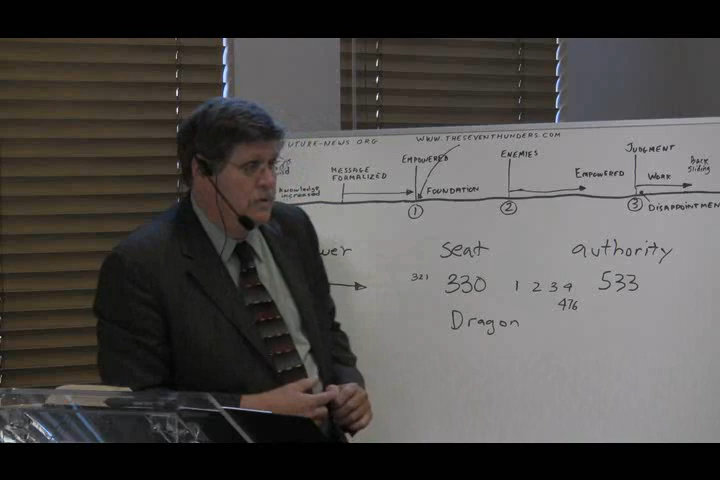 UTURE-NEWS.ORG WWW.THESEVENTHUNDERS.COM
EMPOWERED ENEMIES JUDGMENT
MESSAGE FORMALIZED EMPOWERED WORK Back Sliding
Knowledge increased FOUNDATION
1 2 3 DISAPPOINTMEN
wer seat authority
321 330 1 2 3 4 533
476
Dragon